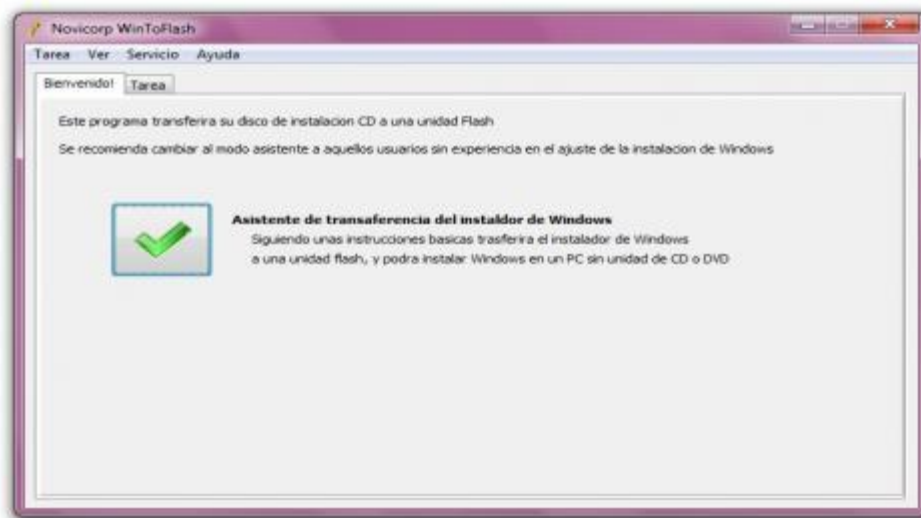 Novicorp WinToFlash
Tarea Ver Servicio Ayuda
Bienvenido! Tarea
Este programa transferira su disco de instalacion CD a una unidad Flash
Se recomienda cambiar al modo asistente a aquellos usuarios sin experiencia en el ajuste de la instalacion de Windows
Asistente de transaferencia del instaldor de Windows
Siguiendo unas instrucciones basicas trasferira el instalador de Windows
a una unidad flash, y podra instalar Windows en un PC sin unidad de CD o DVD